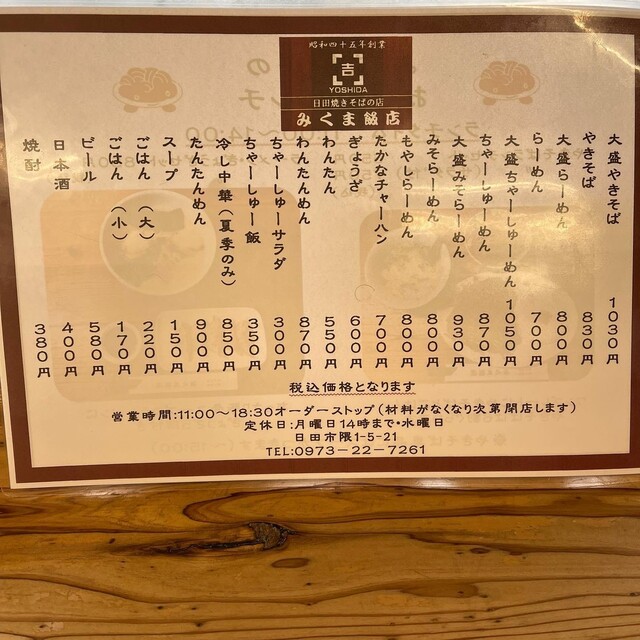 昭和四十五年創業
吉
YOSHIDA
日田焼きそばの店
みくま飯店
大盛やきそば 1030円
やきそば 830円
大盛らーめん 800円
らーめん 700円
大盛ちゃーしゅーめん 1050円
ちゃーしゅーめん 870円
大盛みそらーめん 930円
みそらーめん 800円
もやしらーめん 800円
たかなチャーハン 700円
ぎょうざ 600円
わんたん 550円
わんたんめん 870円
ちゃーしゅーサラダ 300円
ちゃーしゅー飯 350円
冷し中華(夏季のみ) 850円
たんたんめん 900円
スープ 150円
ごはん(大) 220円
ごはん(小) 170円
ビール 580円
日本酒 400円
焼酎 380円
税込価格となります
営業時間:11:00～18:30オーダーストップ(材料がなくなり次第閉店します)
定休日:月曜日14時まで・水曜日
日田市隈1-5-21
TEL:0973-22-7261